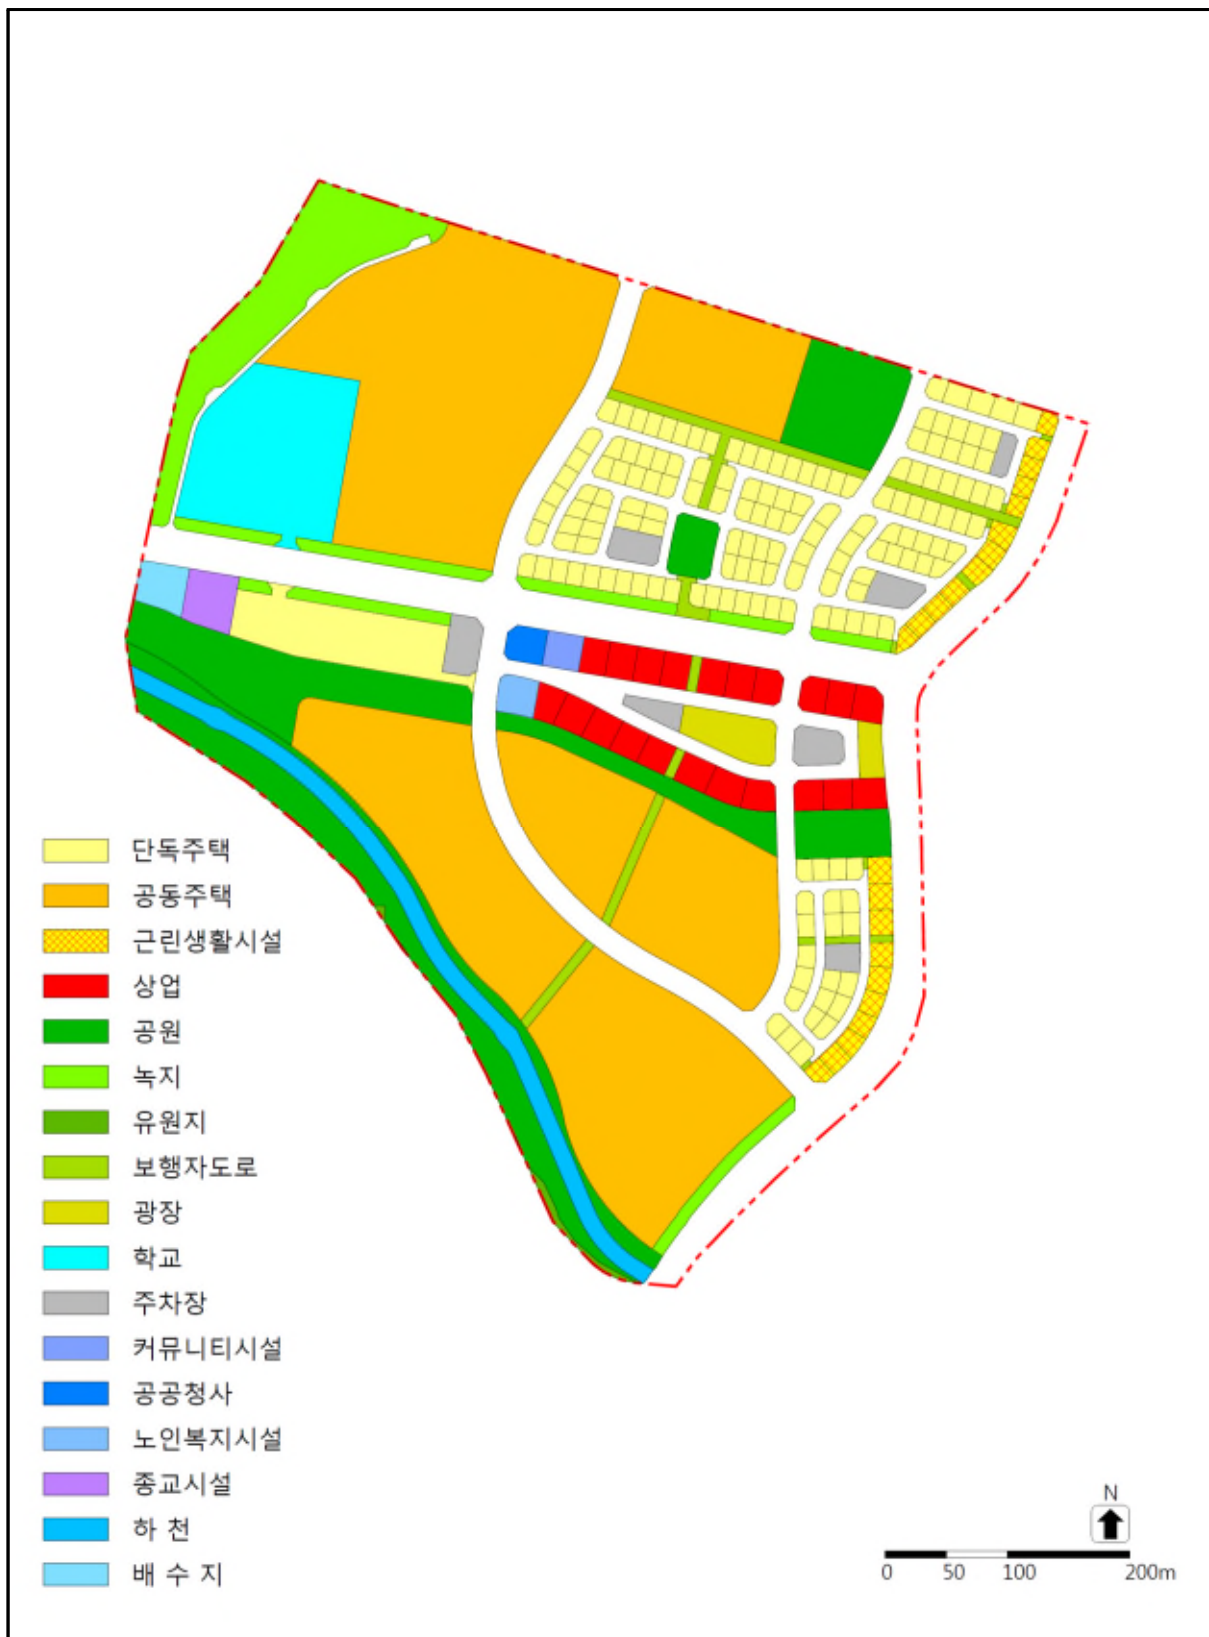 단독주택
공동주택
근린생활시설
상업
공원
녹지
유원지
보행자도로
광장
학교
주차장
커뮤니티시설
공공청사
노인복지시설
종교시설
하 천
배 수 지
N
0 50 100 200m